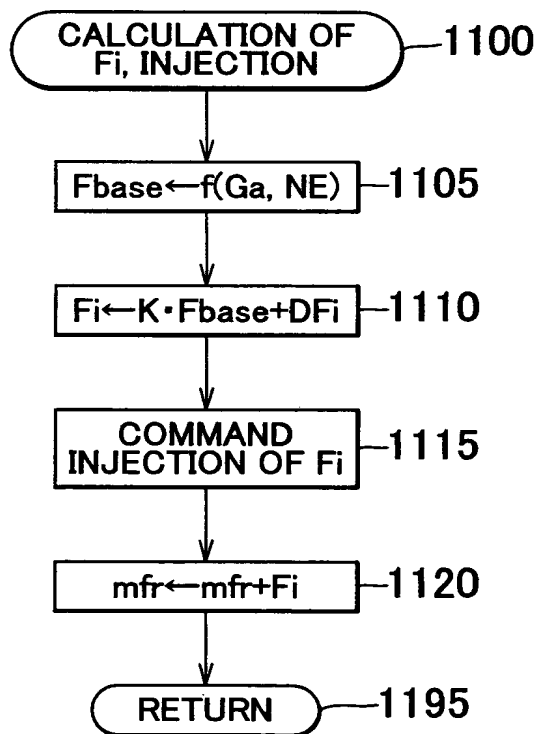 CALCULATION OF
Fi, INJECTION
1100
Fbase←f(Ga, NE)
1105
Fi←K·Fbase+DFi
1110
COMMAND
INJECTION OF Fi
1115
mfr←mfr+Fi
1120
RETURN
1195